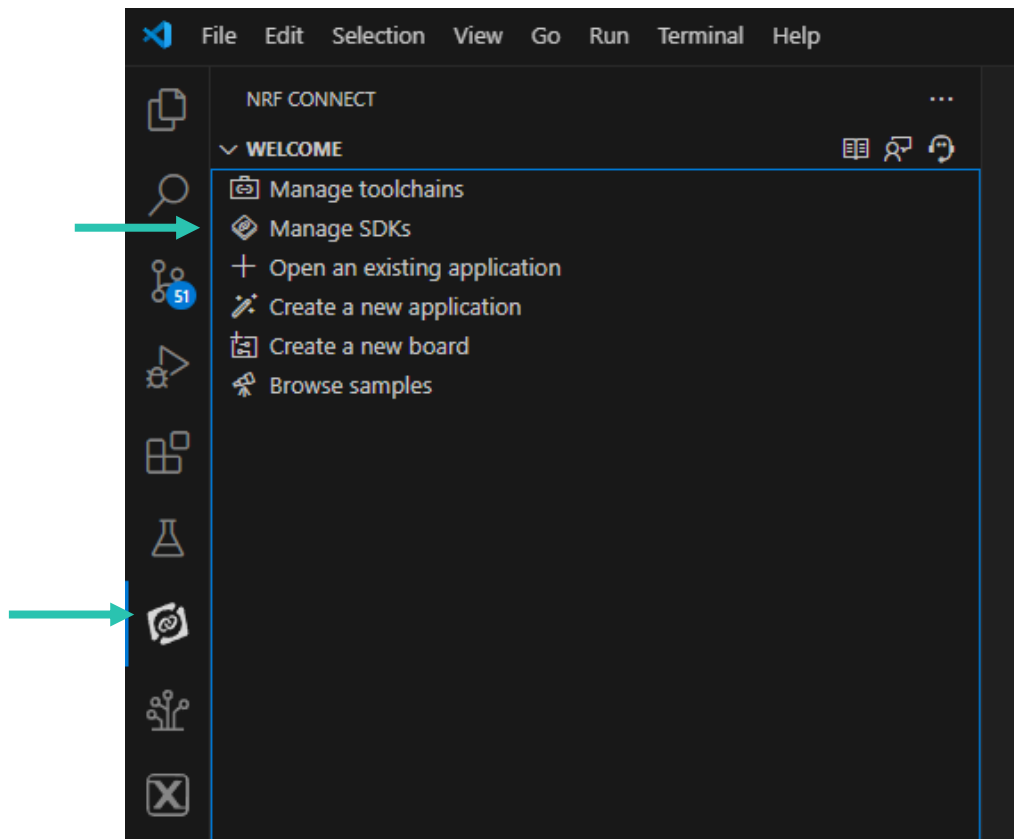 File Edit Selection View Go Run Terminal Help
NRF CONNECT
WELCOME
Manage toolchains
Manage SDKs
Open an existing application
51
Create a new application
Create a new board
Browse samples
X